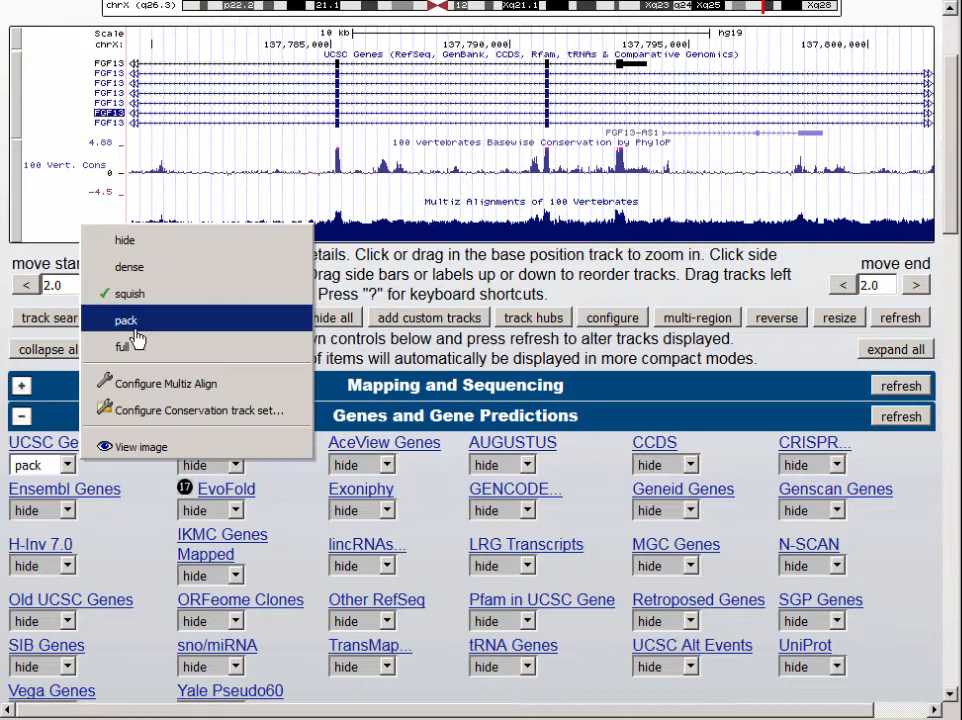 chrX (q26.3) p22.2 21.1 12 Xq21.1 Xq23 q24 Xq25 Xq28
Scale 10 kb hg19
chrX: 137,785,000 137,790,000 137,795,000 137,800,000
UCSC Genes (RefSeq, GenBank, CCDS, Rfam, tRNAs & Comparative Genomics)
FGF13
FGF13
FGF13
FGF13
FGF13
FGF13
FGF13
FGF13-AS1
4.88 _ 100 vertebrates Basewise Conservation by PhyloP
100 Vert. Cons
0 -
-4.5 _
Multiz Alignments of 100 Vertebrates
hide
dense
squish
pack
full
Configure Multiz Align
Configure Conservation track set...
View image
etails. Click or drag in the base position track to zoom in. Click side
Drag side bars or labels up or down to reorder tracks. Drag tracks left
Press "?" for keyboard shortcuts.
move star
< 2.0
move end
< 2.0 >
track sear hide all add custom tracks track hubs configure multi-region reverse resize refresh
collapse al
wn controls below and press refresh to alter tracks displayed.
of items will automatically be displayed in more compact modes.
expand all
+ Mapping and Sequencing refresh
- Genes and Gene Predictions refresh
UCSC Ge AceView Genes AUGUSTUS CCDS CRISPR...
pack hide hide hide hide hide
Ensembl Genes 17 EvoFold Exoniphy GENCODE... Geneid Genes Genscan Genes
hide hide hide hide hide hide
H-Inv 7.0 IKMC Genes Mapped lincRNAs... LRG Transcripts MGC Genes N-SCAN
hide hide hide hide hide hide
Old UCSC Genes ORFeome Clones Other RefSeq Pfam in UCSC Gene Retroposed Genes SGP Genes
hide hide hide hide hide hide
SIB Genes sno/miRNA TransMap... tRNA Genes UCSC Alt Events UniProt
hide hide hide hide hide hide
Vega Genes Yale Pseudo60